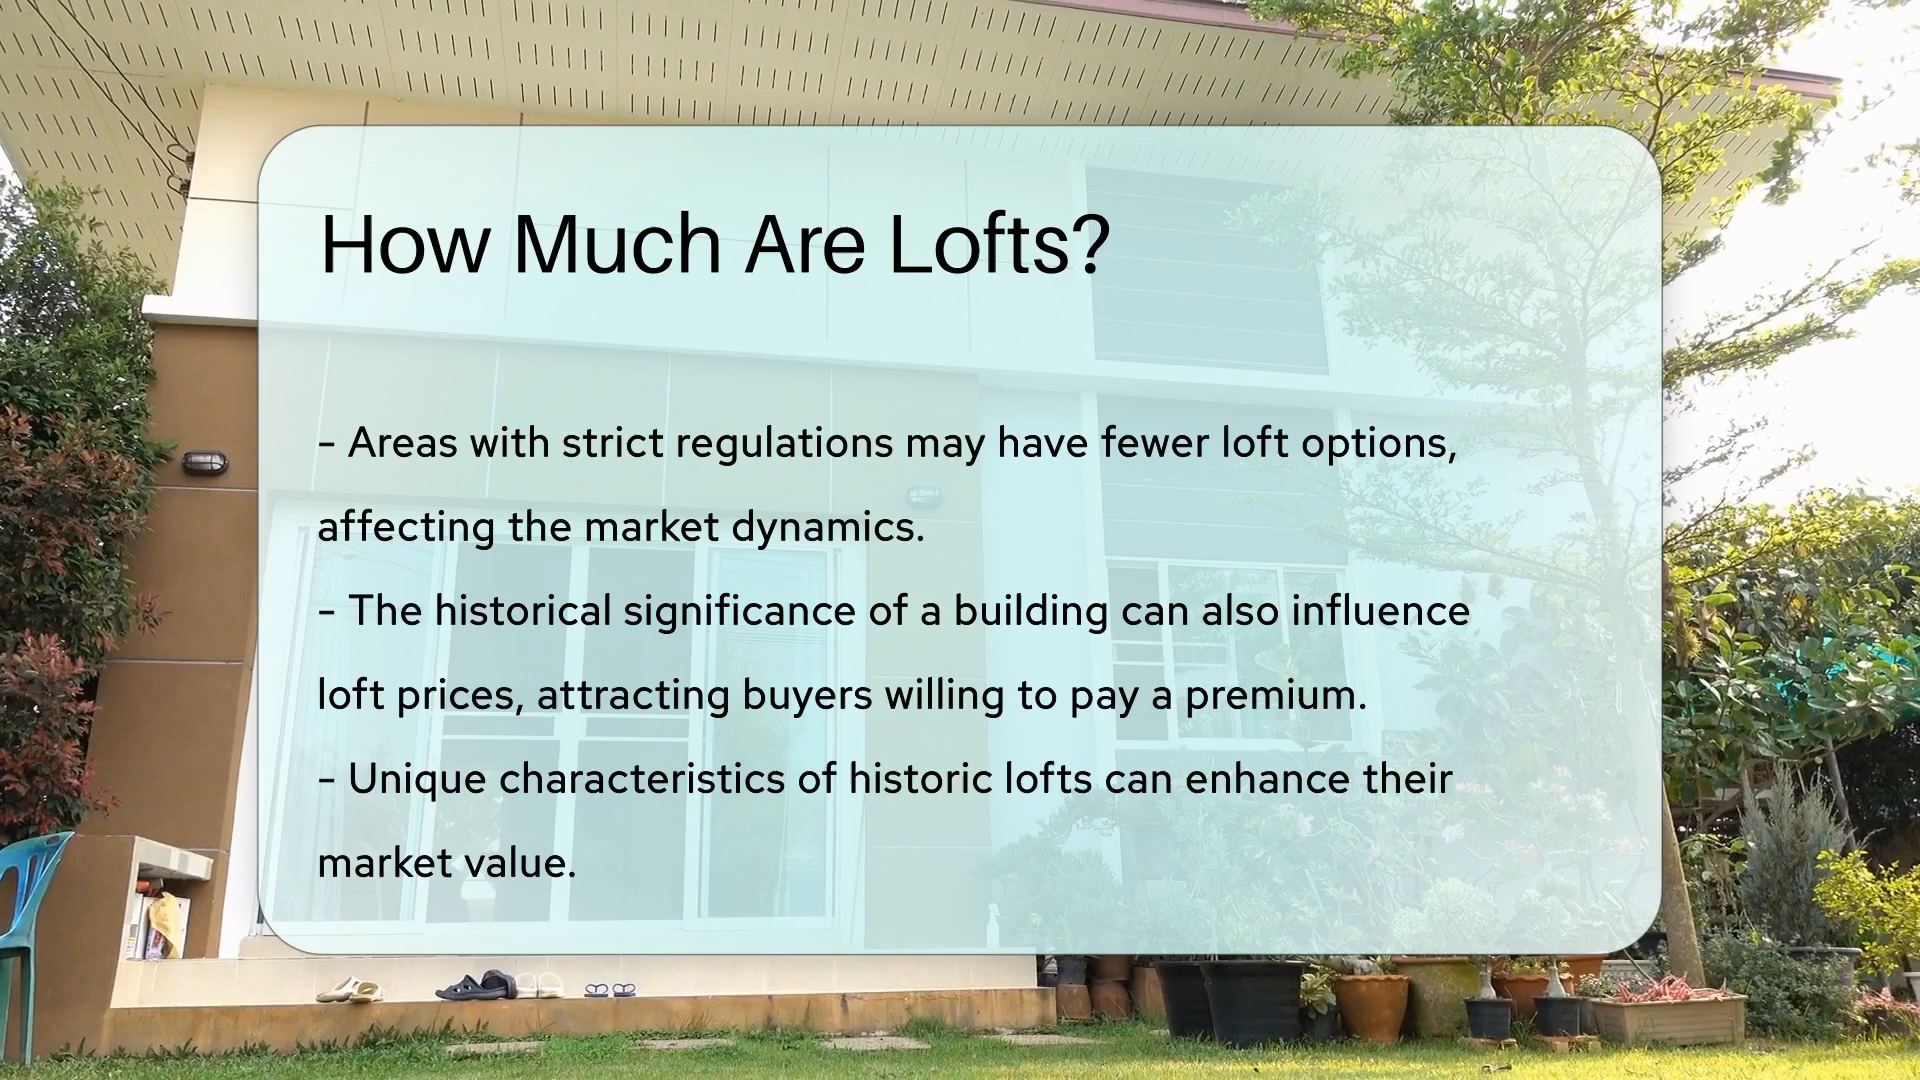 How Much Are Lofts?
- Areas with strict regulations may have fewer loft options,
affecting the market dynamics.
- The historical significance of a building can also influence
loft prices, attracting buyers willing to pay a premium.
- Unique characteristics of historic lofts can enhance their
market value.